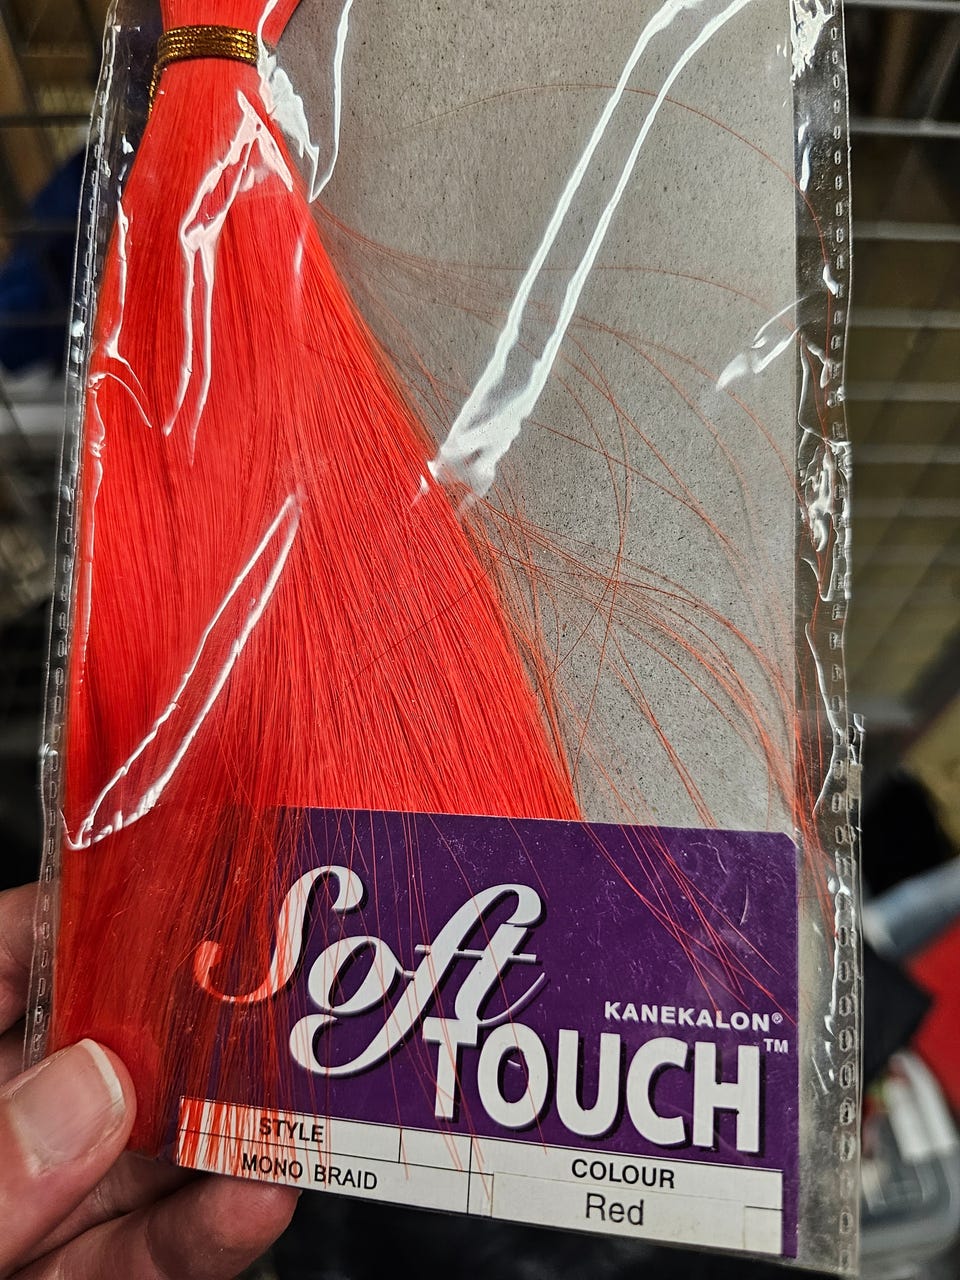 Soft
KANEKALON®
TOUCH™
STYLE
MONO BRAID
COLOUR
Red